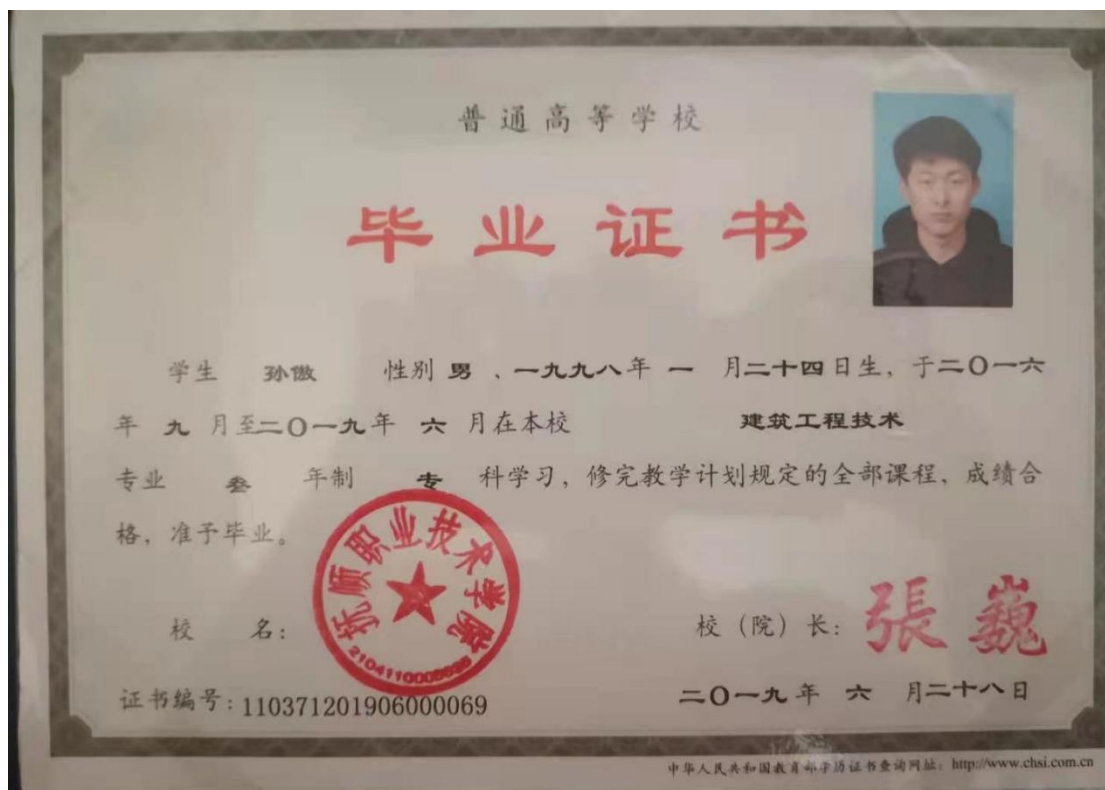 普通高等学校
毕业证书
学生 孙傲 性别 男 、一九九八年 一 月二十四日生，于二〇一六
年 九 月至二〇一九年 六 月在本校 建筑工程技术
专业 叁 年制 专 科学习，修完教学计划规定的全部课程，成绩合
格，准予毕业。
抚顺职业技术学院
校 名：
校（院）长：張巍
证书编号：110371201906000069
二〇一九年 六 月二十八日
中华人民共和国教育部学历证书查询网址：http://www.chsi.com.cn